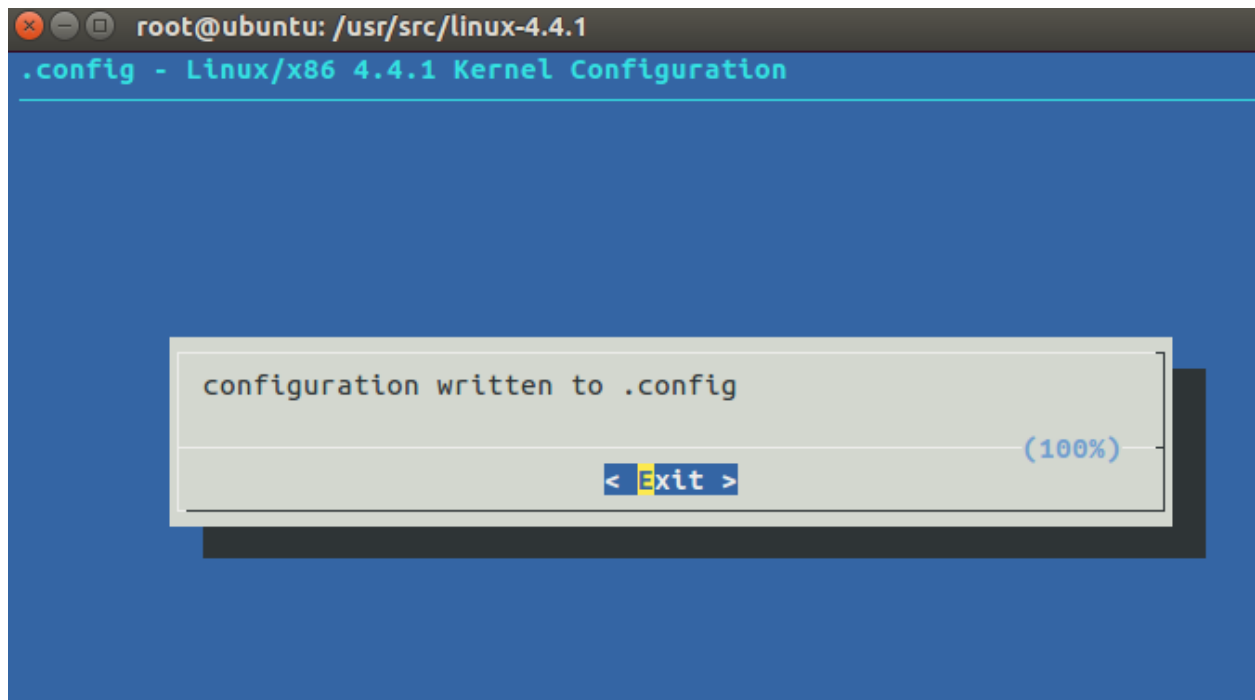 root@ubuntu: /usr/src/linux-4.4.1
.config - Linux/x86 4.4.1 Kernel Configuration
configuration written to .config
(100%)
< Exit >